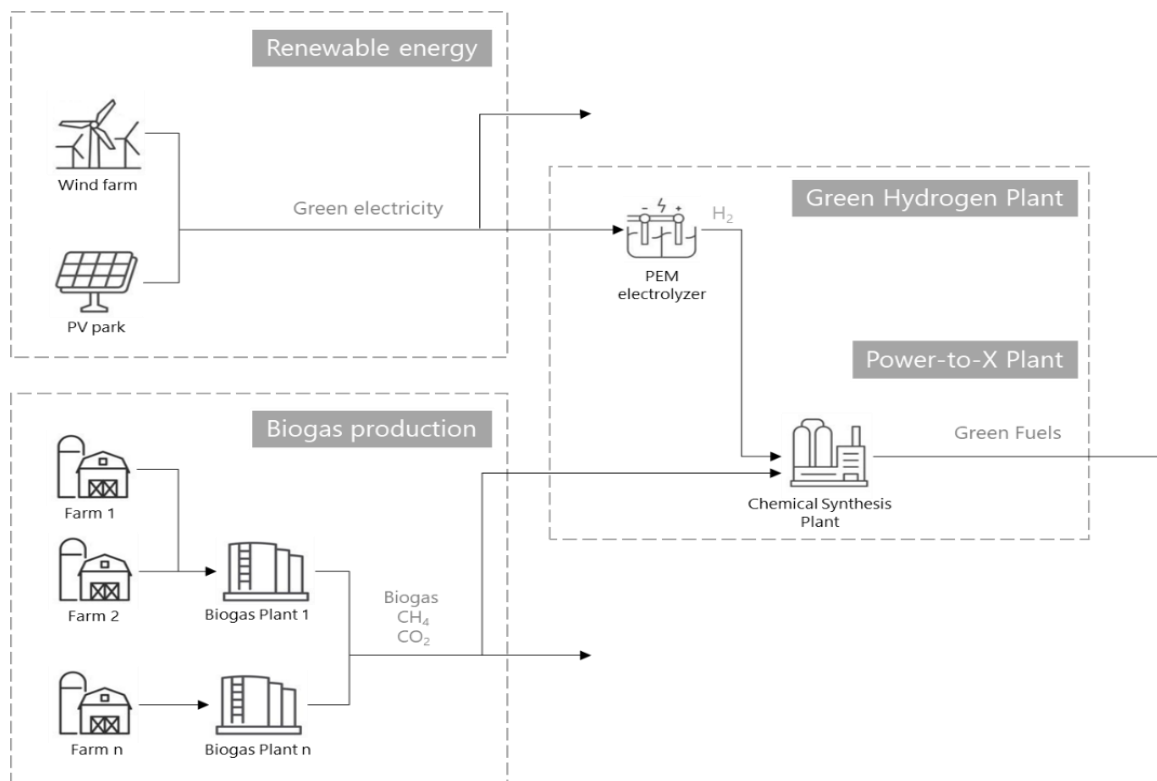 Renewable energy
Wind farm
Green electricity
PV park
Green Hydrogen Plant
H₂
PEM
electrolyzer
Power-to-X Plant
Green Fuels
Chemical Synthesis
Plant
Biogas production
Farm 1
Farm 2
Biogas Plant 1
Biogas
CH₄
CO₂
Farm n
Biogas Plant n